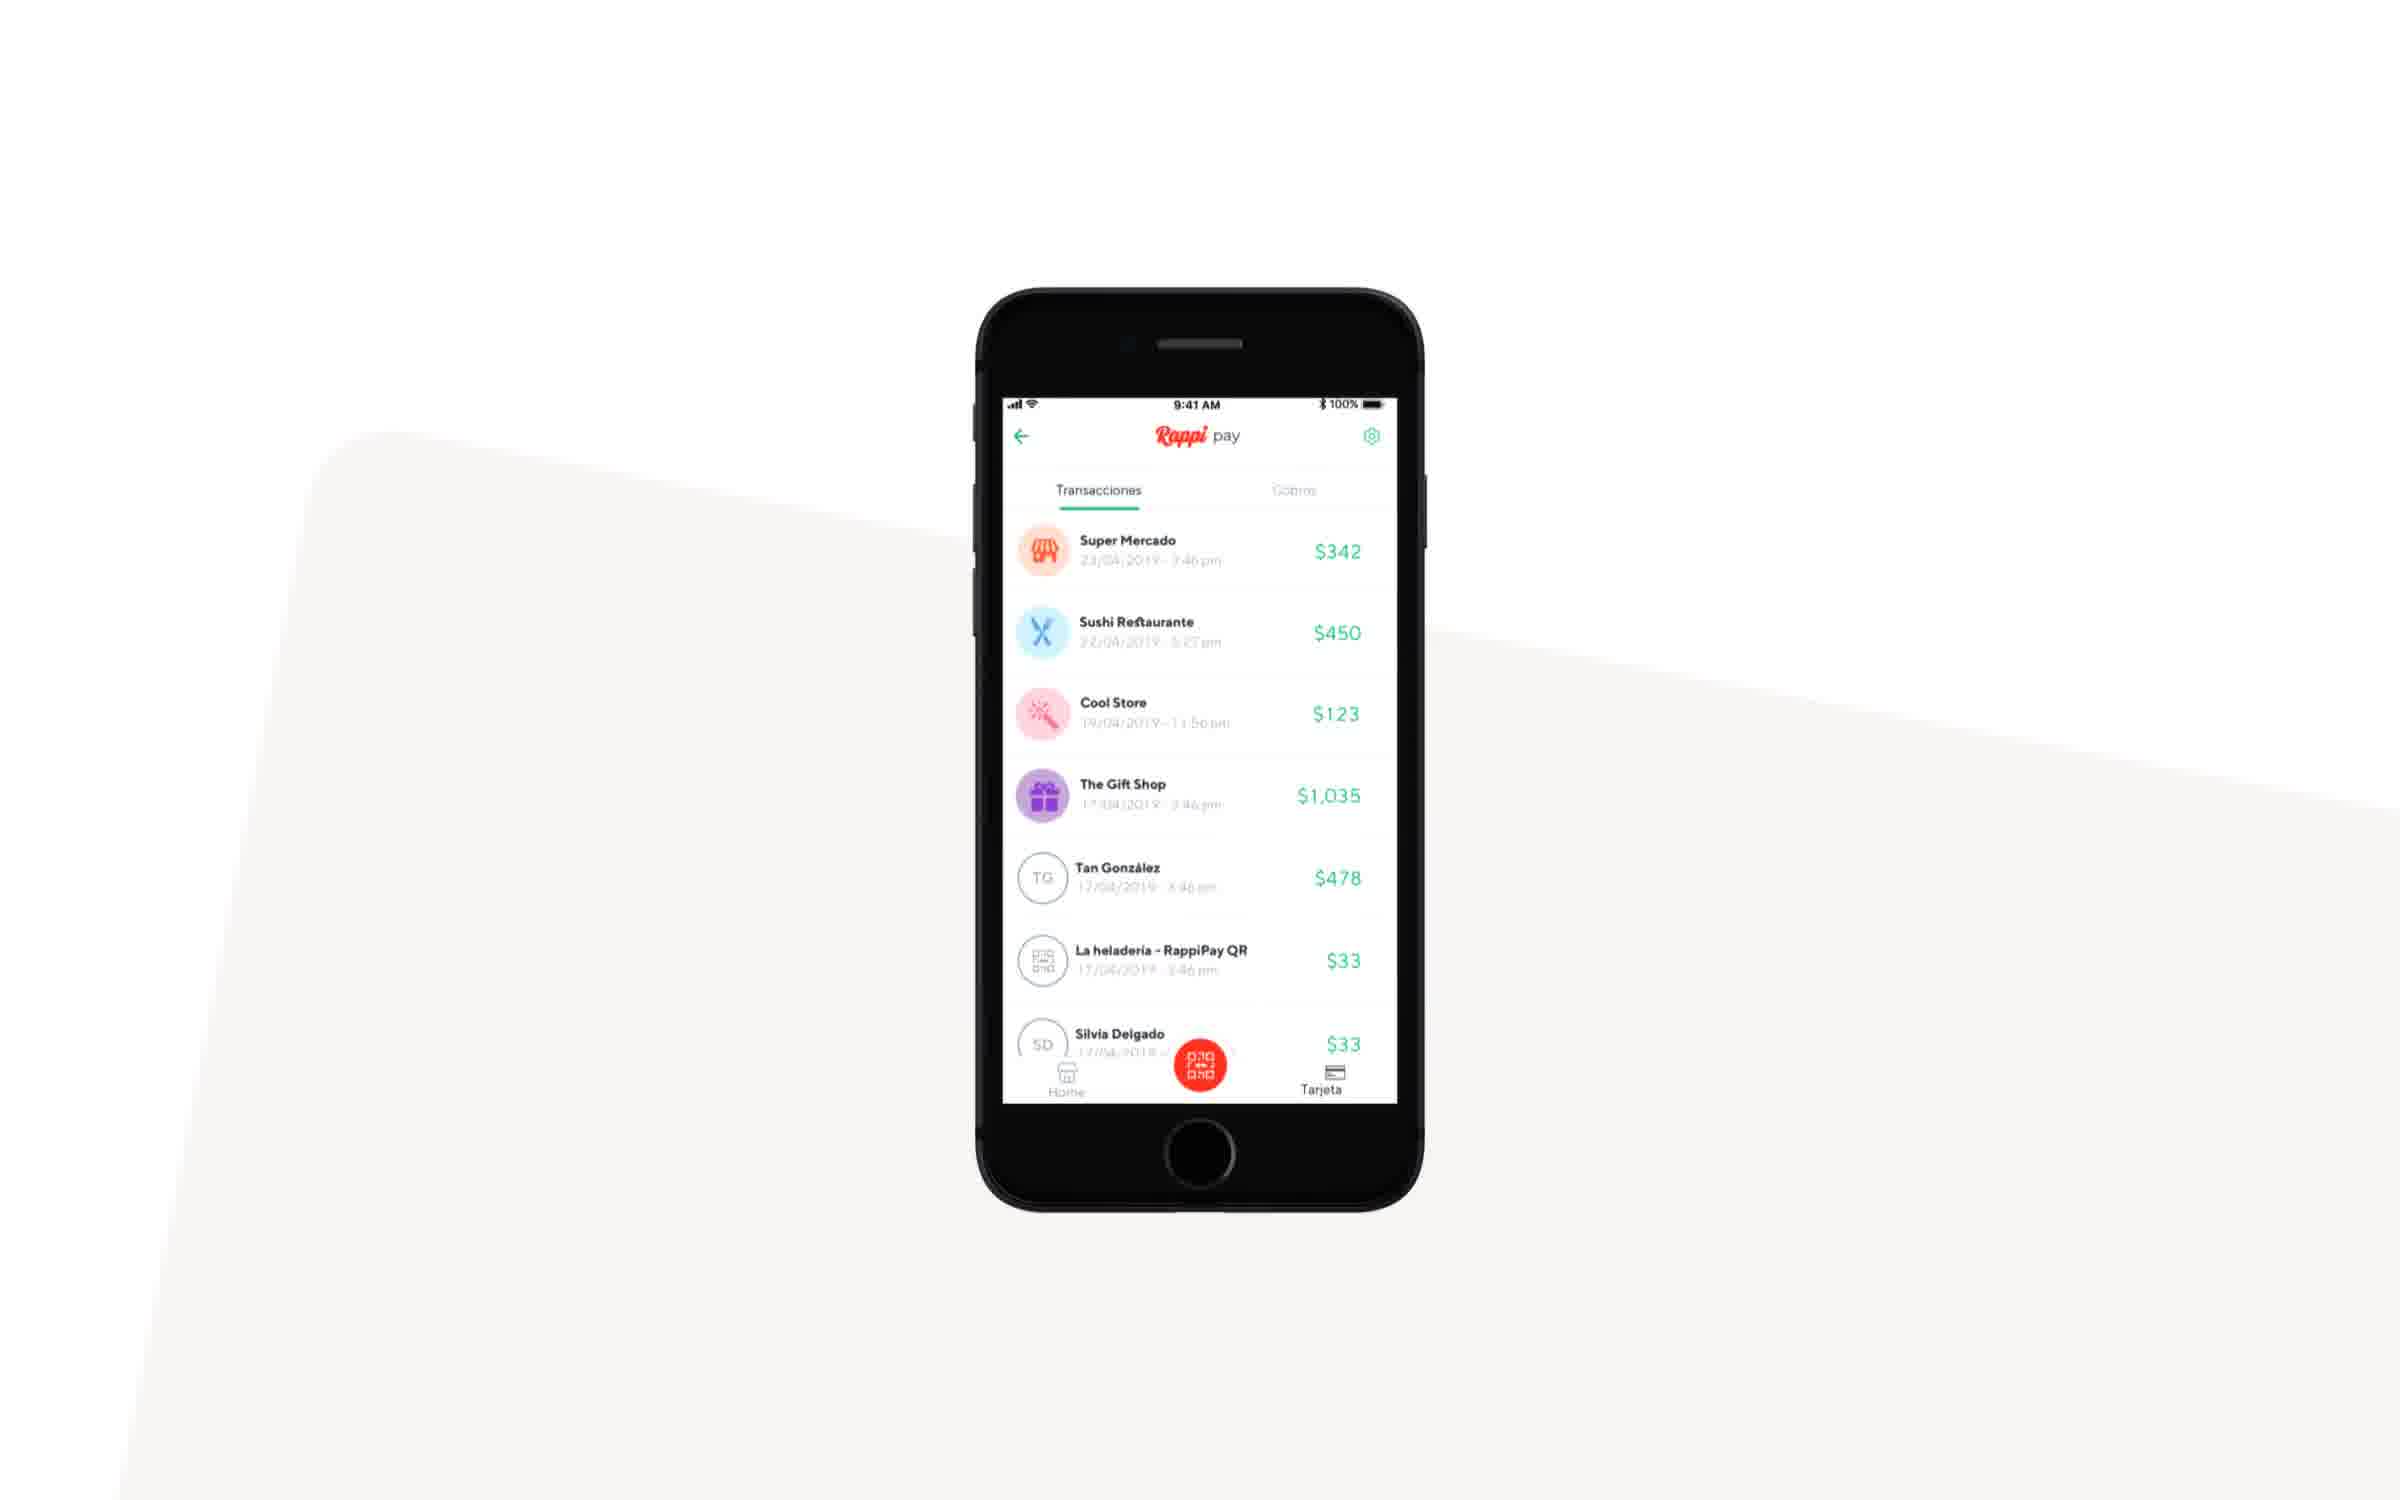 9:41 AM
100%
Rappi pay
Transacciones
Cobros
Super Mercado
23/04/2019 - 3:46 pm
$342
Sushi Restaurante
22/04/2019 - 5:27 pm
$450
Cool Store
19/04/2019 - 11:56 pm
$123
The Gift Shop
17/04/2019 - 3:46 pm
$1,035
TG
Tan González
17/04/2019 - 3:46 pm
$478
La heladería - RappiPay QR
17/04/2019 - 3:46 pm
$33
SD
Silvia Delgado
17/04/2019
$33
Home
Tarjeta